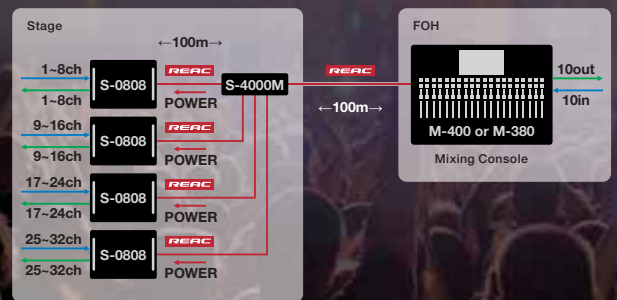 Stage
←100m→
1~8ch
S-0808
REAC
POWER
1~8ch
S-4000M
9~16ch
S-0808
REAC
POWER
9~16ch
17~24ch
S-0808
REAC
POWER
17~24ch
25~32ch
S-0808
REAC
POWER
25~32ch
REAC
←100m→
FOH
M-400 or M-380
Mixing Console
10out
10in